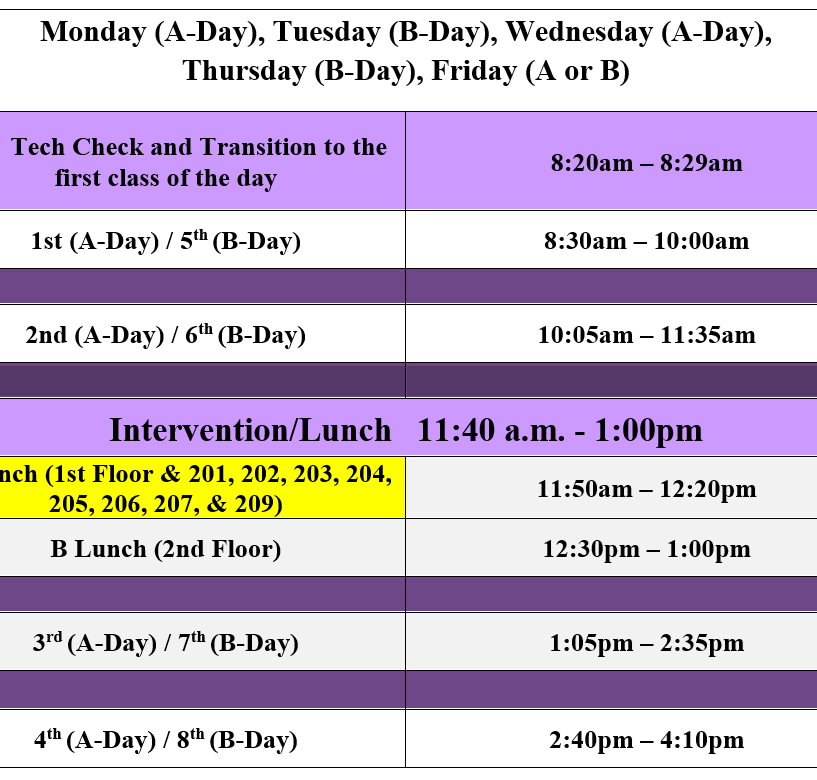 Monday (A-Day), Tuesday (B-Day), Wednesday (A-Day),
Thursday (B-Day), Friday (A or B)
Tech Check and Transition to the
first class of the day
8:20am – 8:29am
1st (A-Day) / 5th (B-Day)
8:30am – 10:00am
2nd (A-Day) / 6th (B-Day)
10:05am – 11:35am
Intervention/Lunch 11:40 a.m. - 1:00pm
(1st Floor & 201, 202, 203, 204,
205, 206, 207, & 209)
11:50am – 12:20pm
B Lunch (2nd Floor)
12:30pm – 1:00pm
3rd (A-Day) / 7th (B-Day)
1:05pm – 2:35pm
4th (A-Day) / 8th (B-Day)
2:40pm – 4:10pm